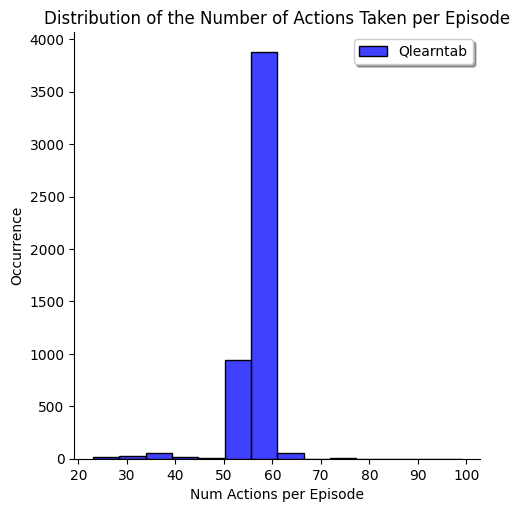 Distribution of the Number of Actions Taken per Episode
Qlearntab
4000
3500
3000
2500
2000
1500
1000
500
0
Occurrence
20 30 40 50 60 70 80 90 100
Num Actions per Episode